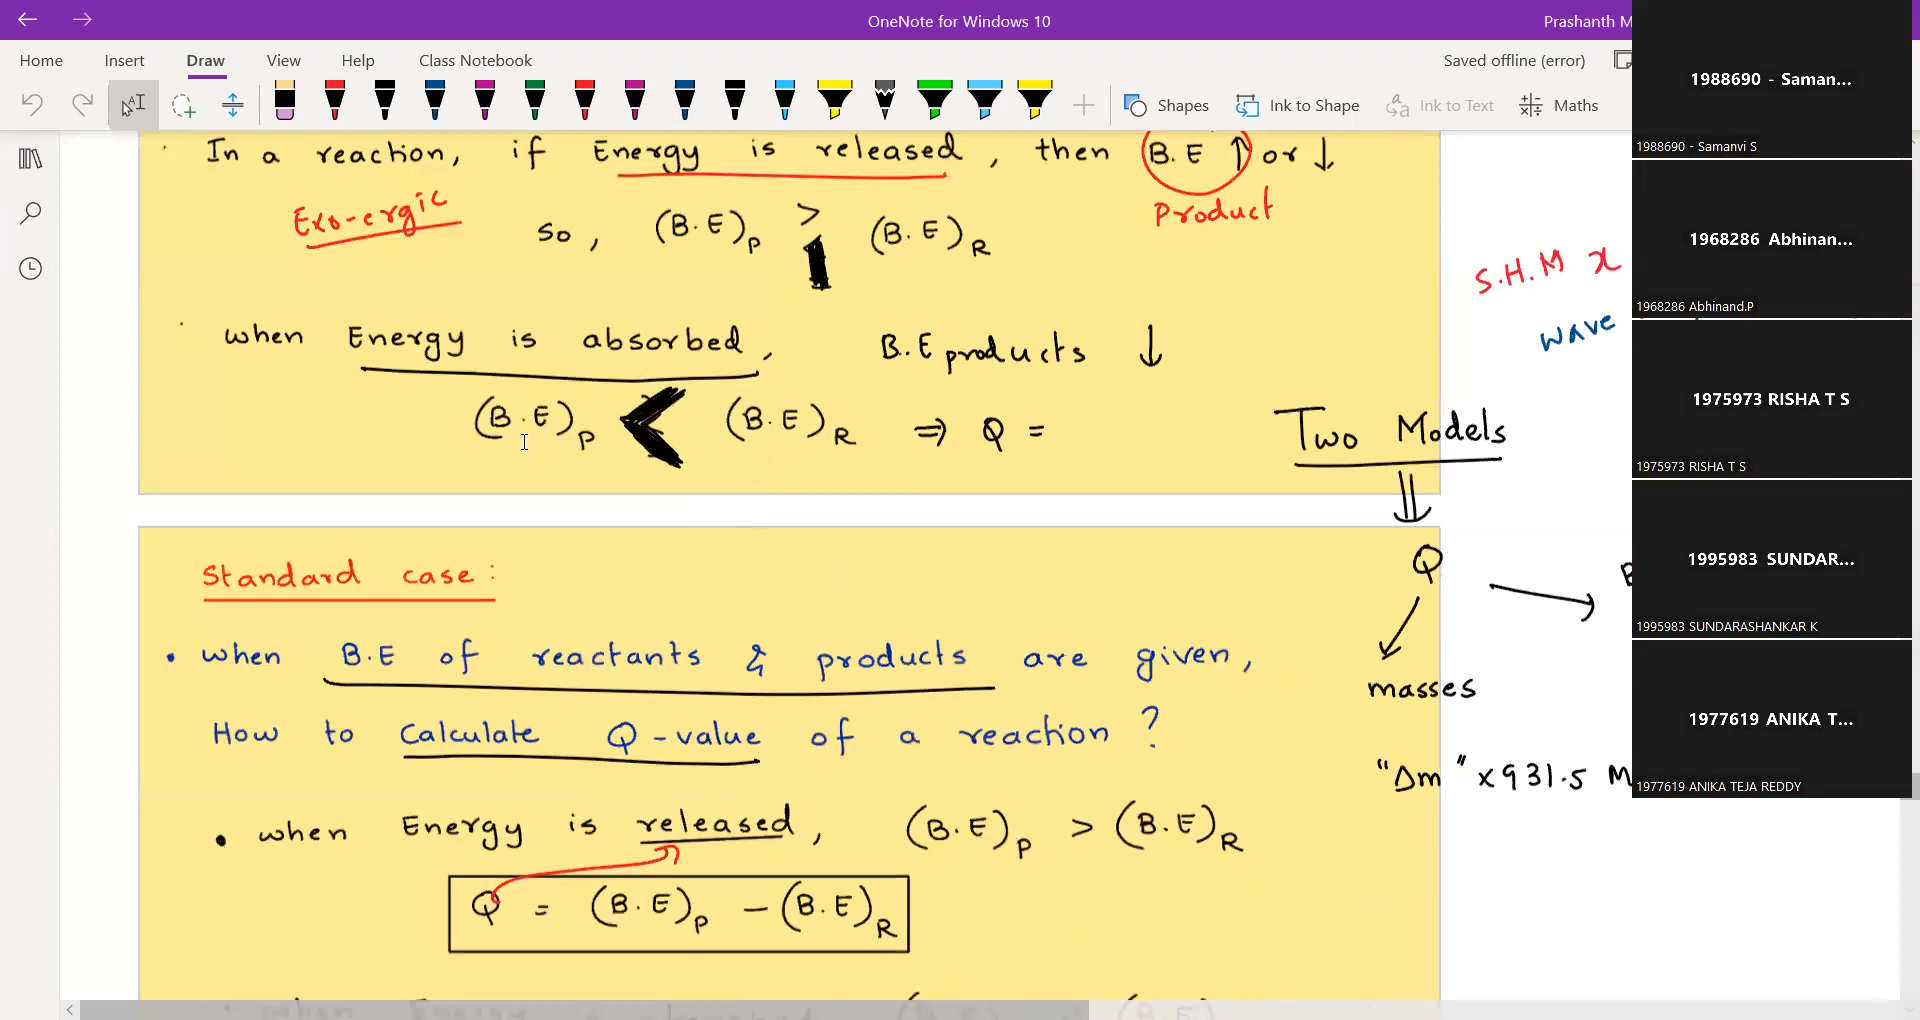 OneNote for Windows 10
Prashanth M
Home Insert Draw View Help Class Notebook
Saved offline (error)
Shapes Ink to Shape Ink to Text Maths
In a reaction, if Energy is released, then B.E ↑ or ↓
Exo-ergic
Product
so, (B.E)P > (B.E)R
S.H.M x
wave
when Energy is absorbed, B.E products ↓
(B.E)P < (B.E)R ⇒ Q =
Two Models
⇓
Q →
masses
"Δm" x 931.5 M
Standard case:
• when B.E of reactants & products are given,
How to calculate Q-value of a reaction?
• when Energy is released, (B.E)P > (B.E)R
Q = (B.E)P − (B.E)R
1988690 - Saman...
1988690 - Samanvi S
1968286 Abhinan...
1968286 Abhinand.P
1975973 RISHA T S
1975973 RISHA T S
1995983 SUNDAR...
1995983 SUNDARASHANKAR K
1977619 ANIKA T...
1977619 ANIKA TEJA REDDY